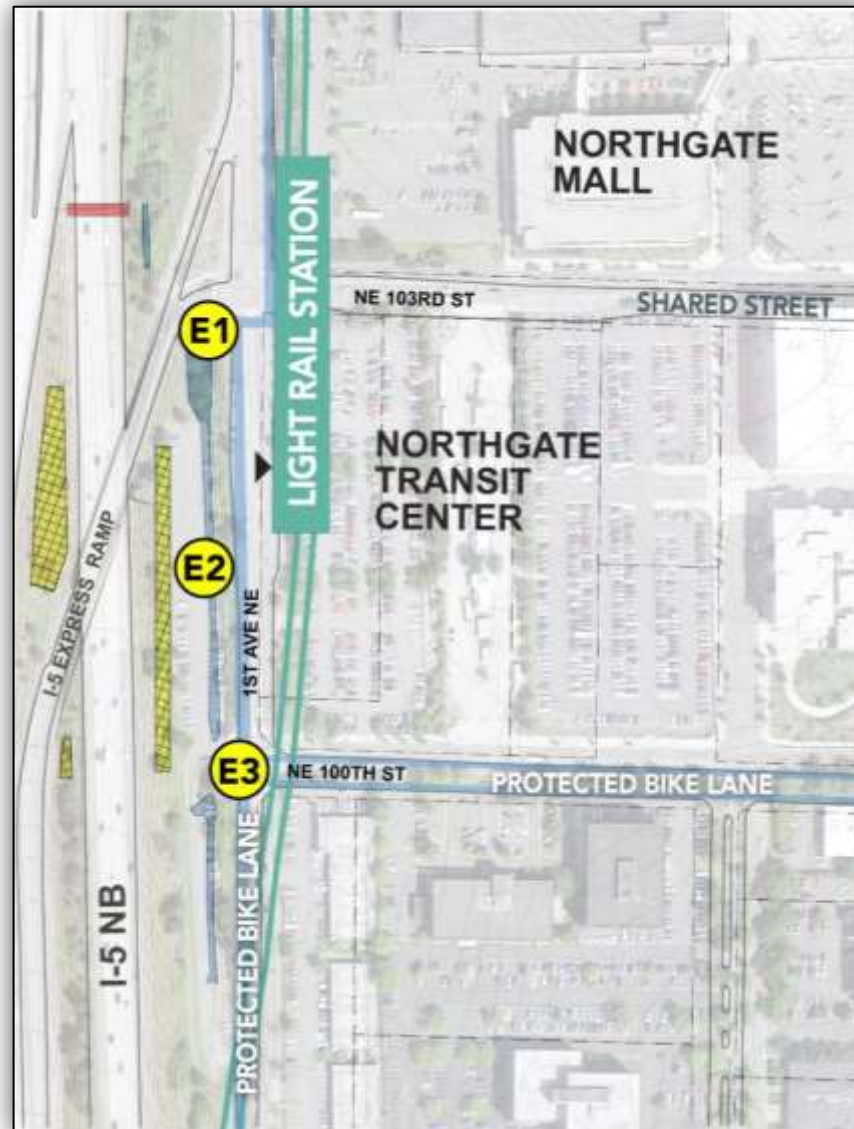 NORTHGATE
MALL
LIGHT RAIL STATION
NE 103RD ST
SHARED STREET
E1
NORTHGATE
TRANSIT
CENTER
E2
I-5 EXPRESS RAMP
1ST AVE NE
E3
NE 100TH ST
PROTECTED BIKE LANE
I-5 NB
PROTECTED BIKE LANE